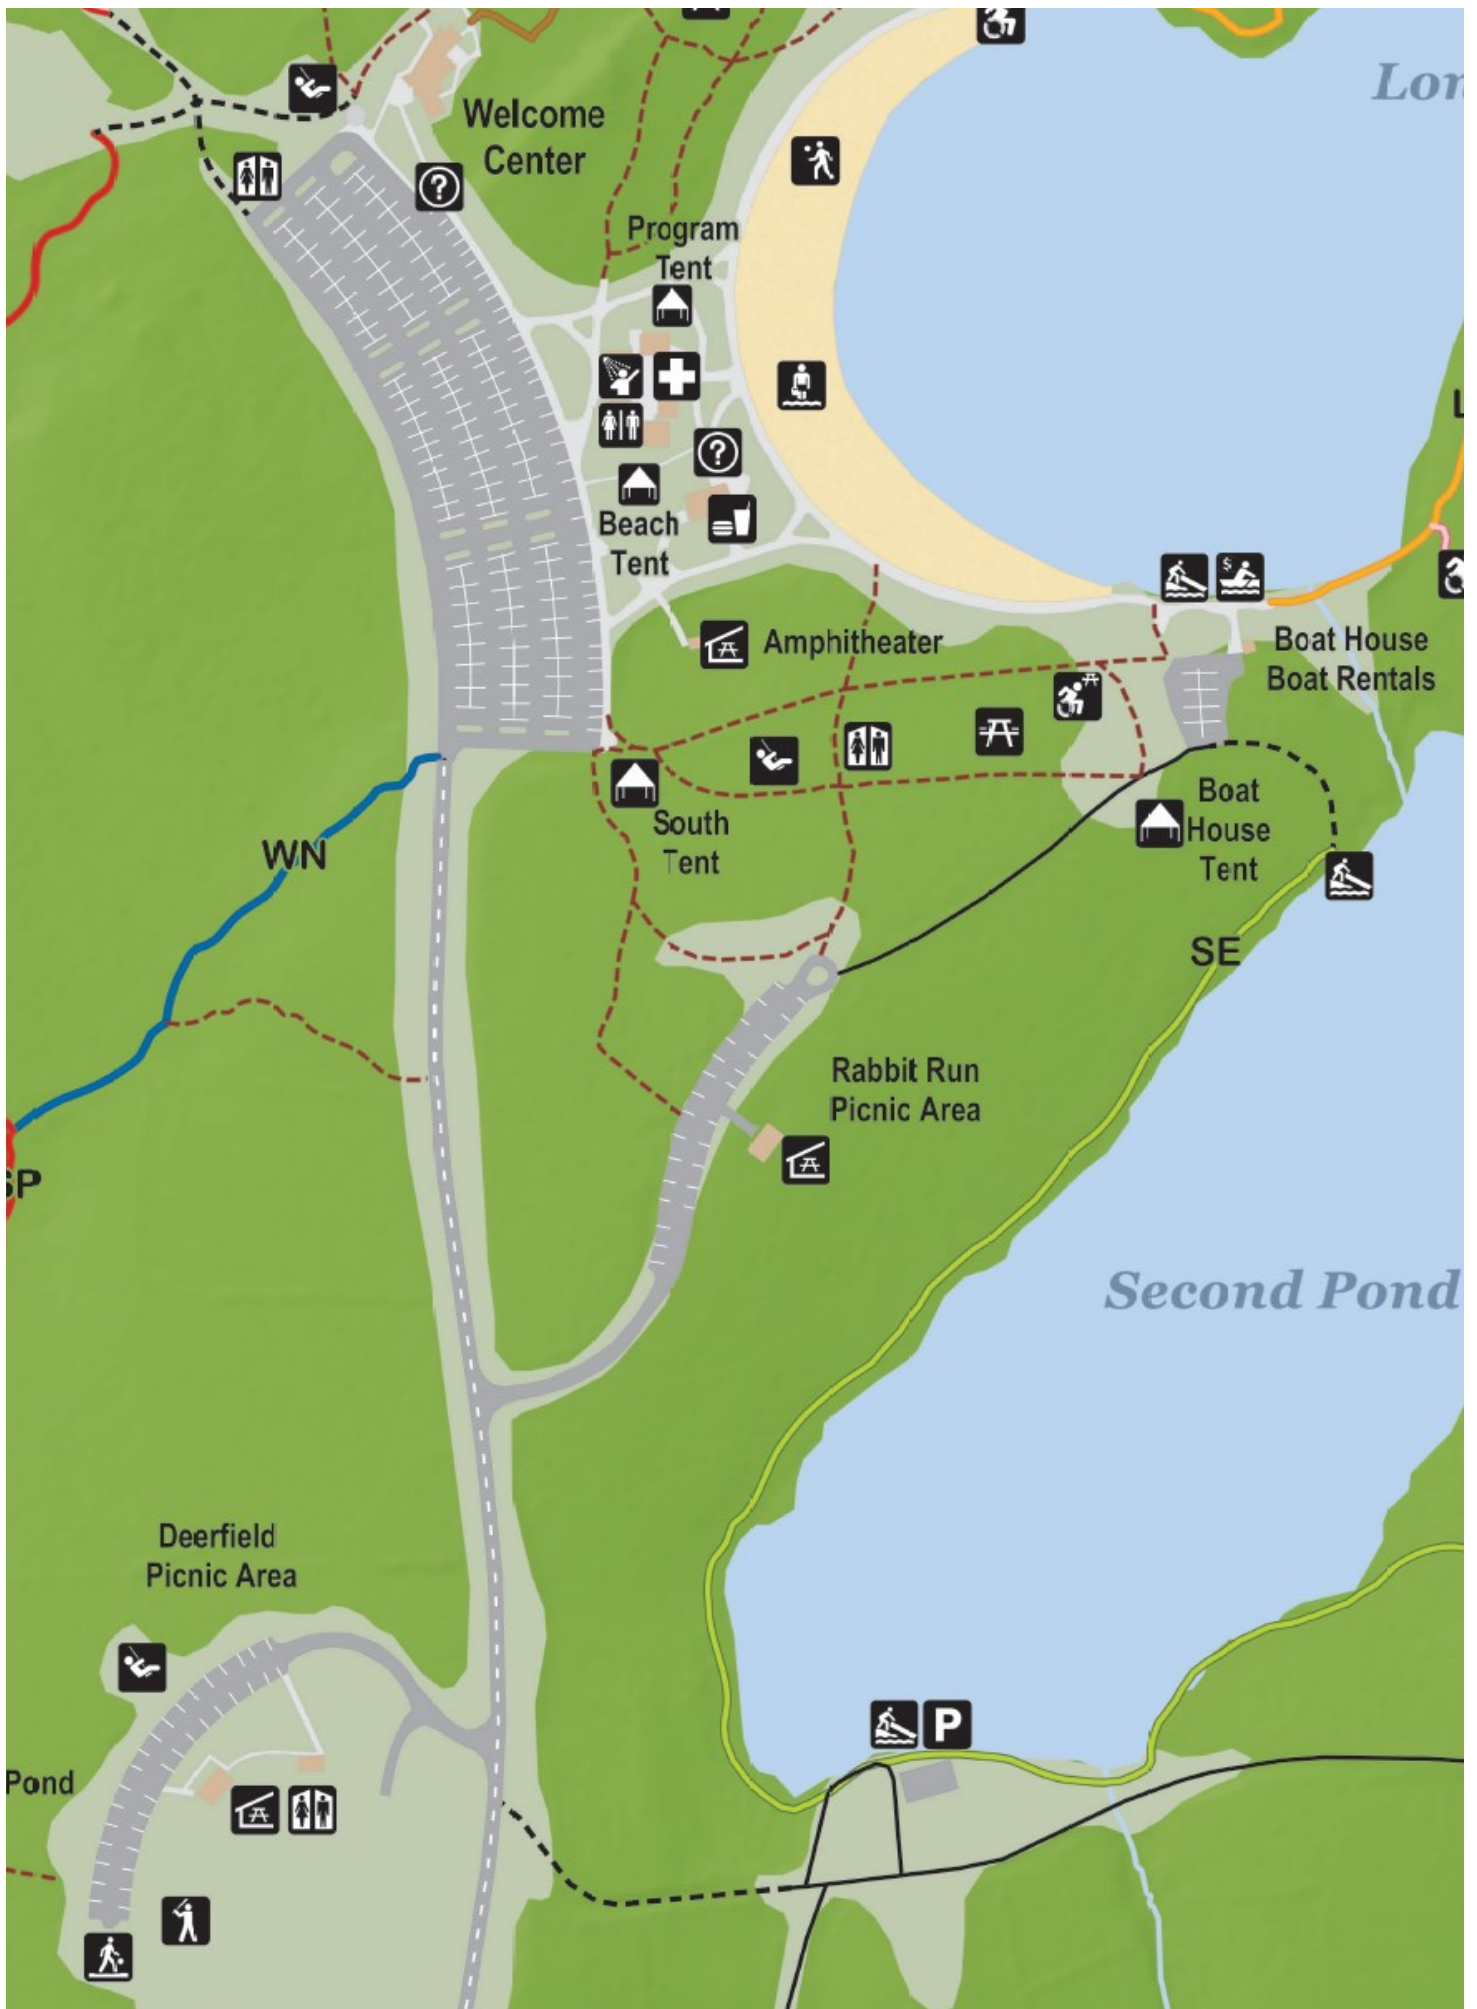 Lon
Welcome
Center
?
Program
Tent
?
Beach
Tent
$
L
Amphitheater
Boat House
Boat Rentals
South
Tent
Boat
House
Tent
WN
SE
Rabbit Run
Picnic Area
SP
Second Pond
Deerfield
Picnic Area
P
Pond